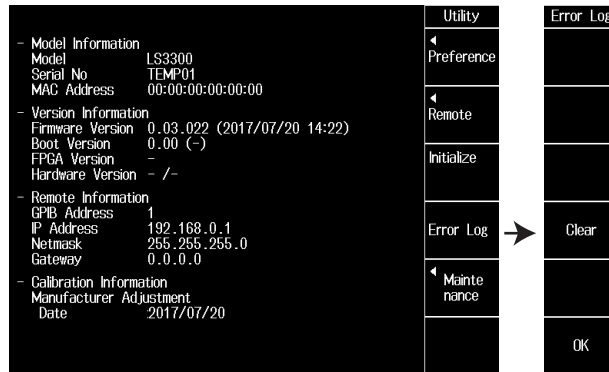 Utility
Error Log
- Model Information
Model LS3300
Serial No TEMP01
MAC Address 00:00:00:00:00:00
- Version Information
Firmware Version 0.03.022 (2017/07/20 14:22)
Boot Version 0.00 (-)
FPGA Version -
Hardware Version - /-
- Remote Information
GPIB Address 1
IP Address 192.168.0.1
Netmask 255.255.255.0
Gateway 0.0.0.0
- Calibration Information
Manufacturer Adjustment
Date 2017/07/20
Preference
Remote
Initialize
Error Log
Mainte
nance
Clear
OK